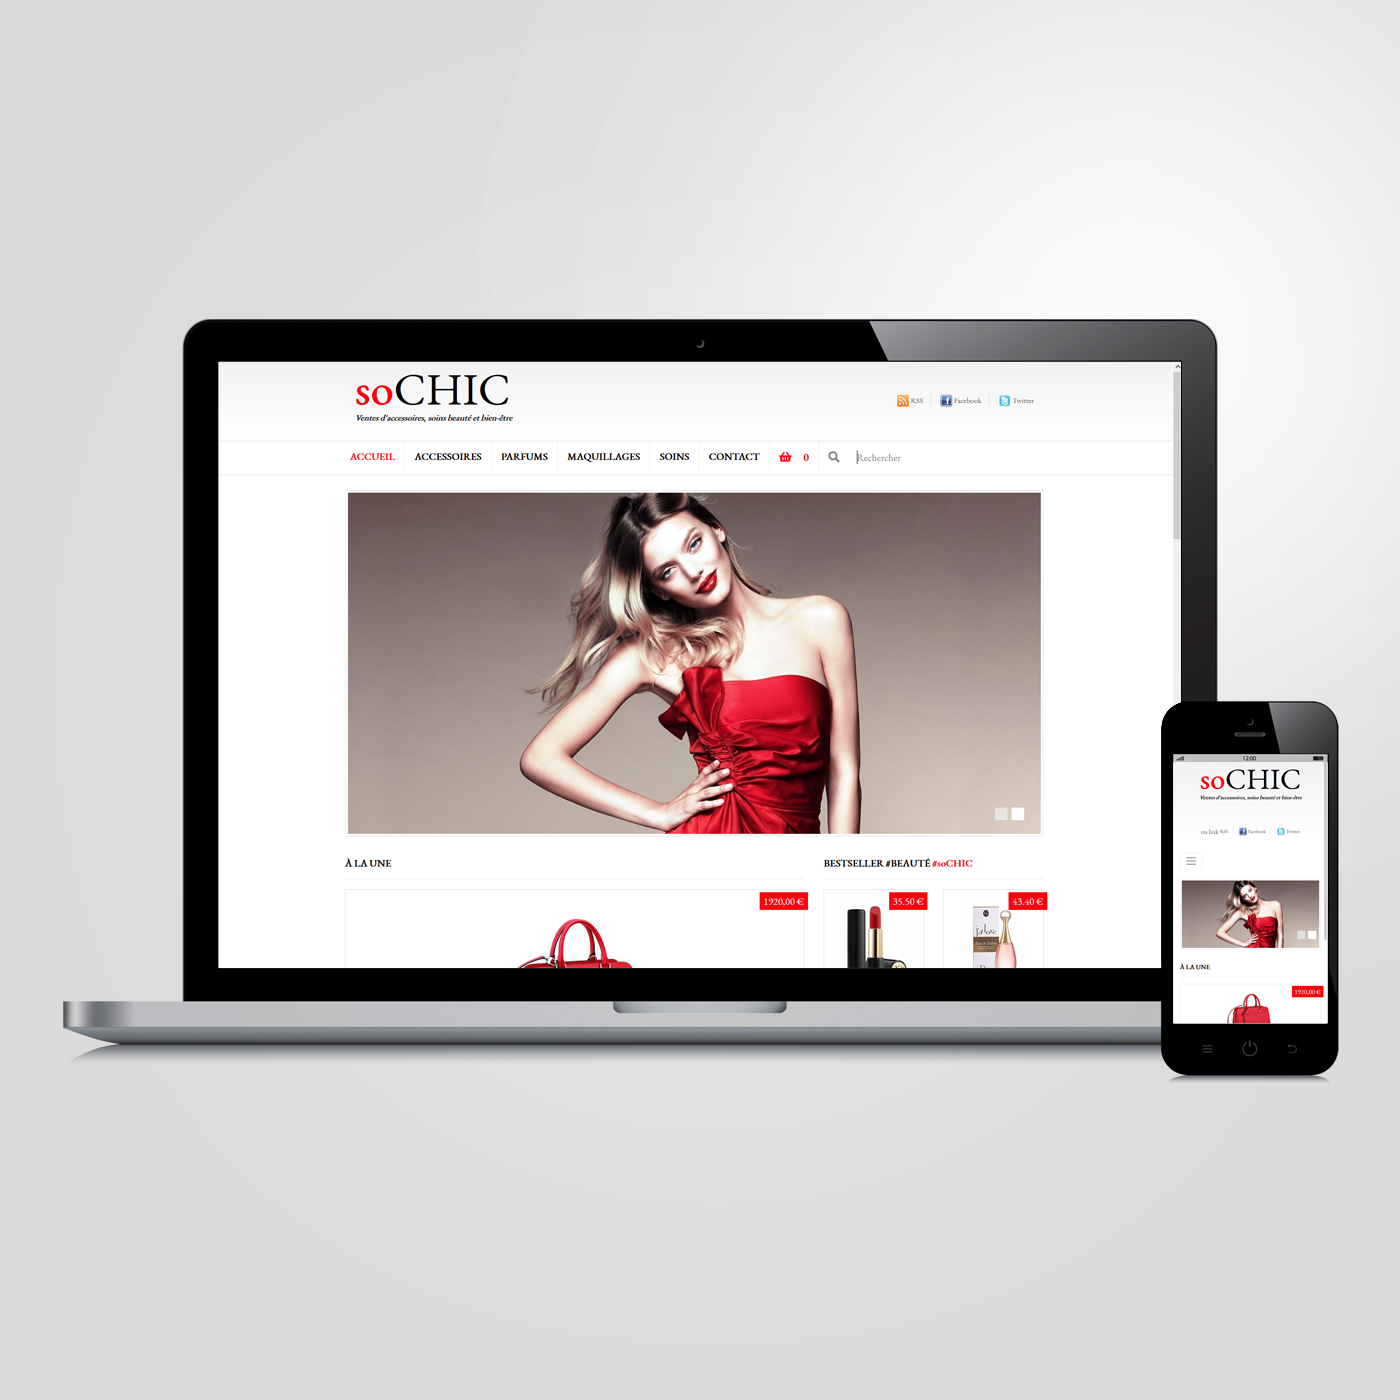 soCHIC
Ventes d'accessoires, soins beauté et bien-être
RSS Facebook Twitter
ACCUEIL ACCESSOIRES PARFUMS MAQUILLAGES SOINS CONTACT 0 Rechercher
À LA UNE
BESTSELLER #BEAUTÉ #soCHIC
1920,00 €
35.50 €
43.40 €
j'adore
12:00
soCHIC
Ventes d'accessoires, soins beauté et bien-être
rss link RSS Facebook Twitter
À LA UNE
1920,00 €